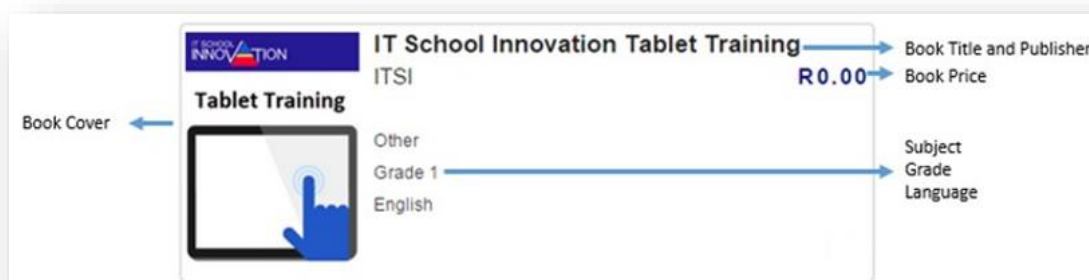 IT SCHOOL
INNOVATION
Tablet Training
IT School Innovation Tablet Training
ITSI
R0.00
Other
Grade 1
English
Book Cover
Book Title and Publisher
Book Price
Subject
Grade
Language